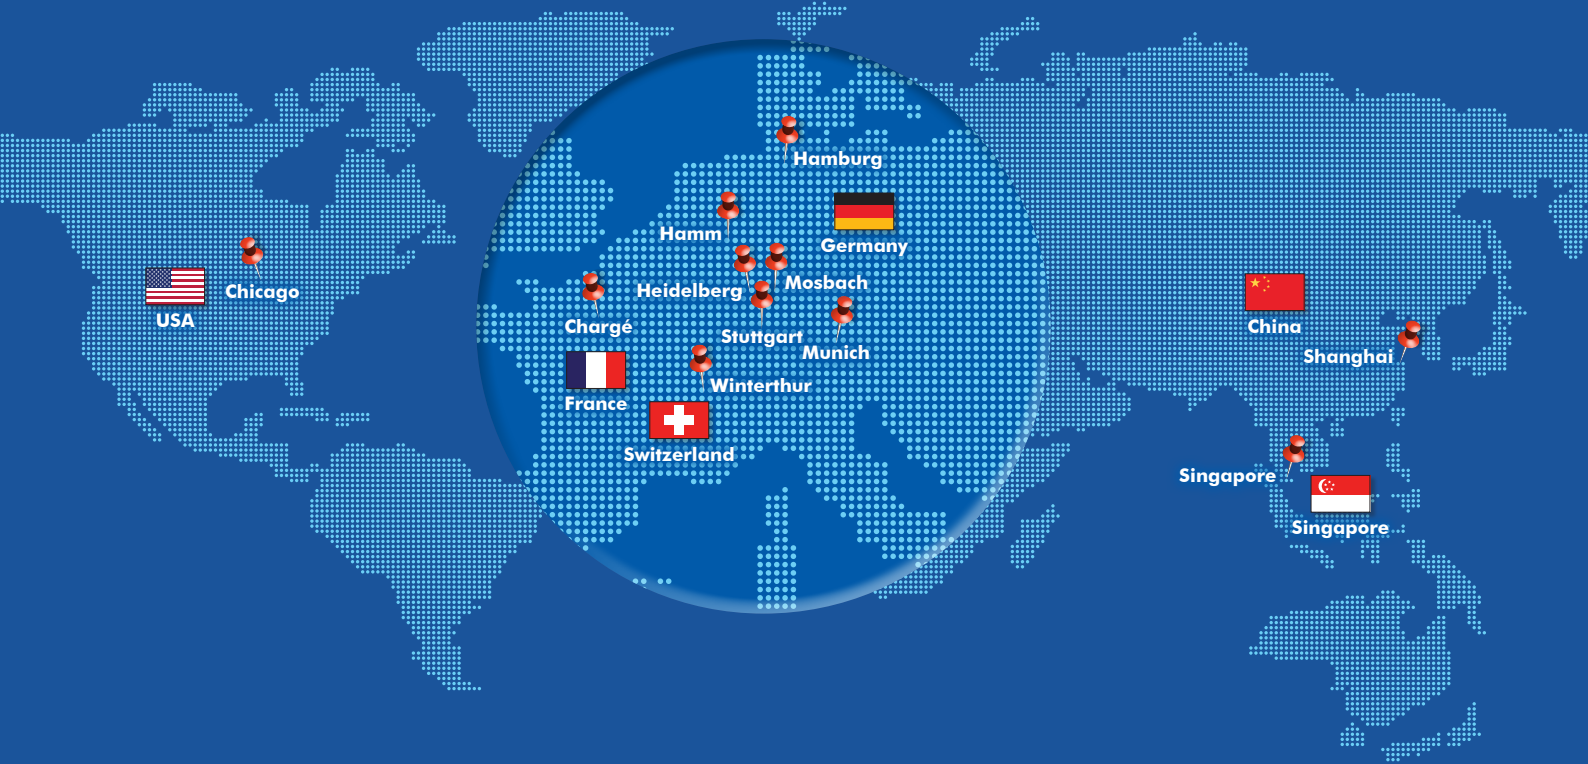 Hamburg
Hamm
Germany
Chicago
Heidelberg
Mosbach
USA
Chargé
Stuttgart
Munich
China
Shanghai
Winterthur
France
Switzerland
Singapore
Singapore